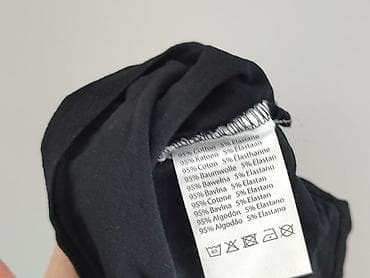 95% Cotton 5% Elastane
95% Katoen 5% Elastaan
95% Coton 5% Elasthanne
95% Baumwolle 5% Elastan
95% Bawełna 5% Elastan
95% Bavlna 5% Elastan
95% Cotone 5% Elastan
95% Bavlna 5% Elastano
95% Algodón 5% Elastano
95% Algodão 5% Elastano